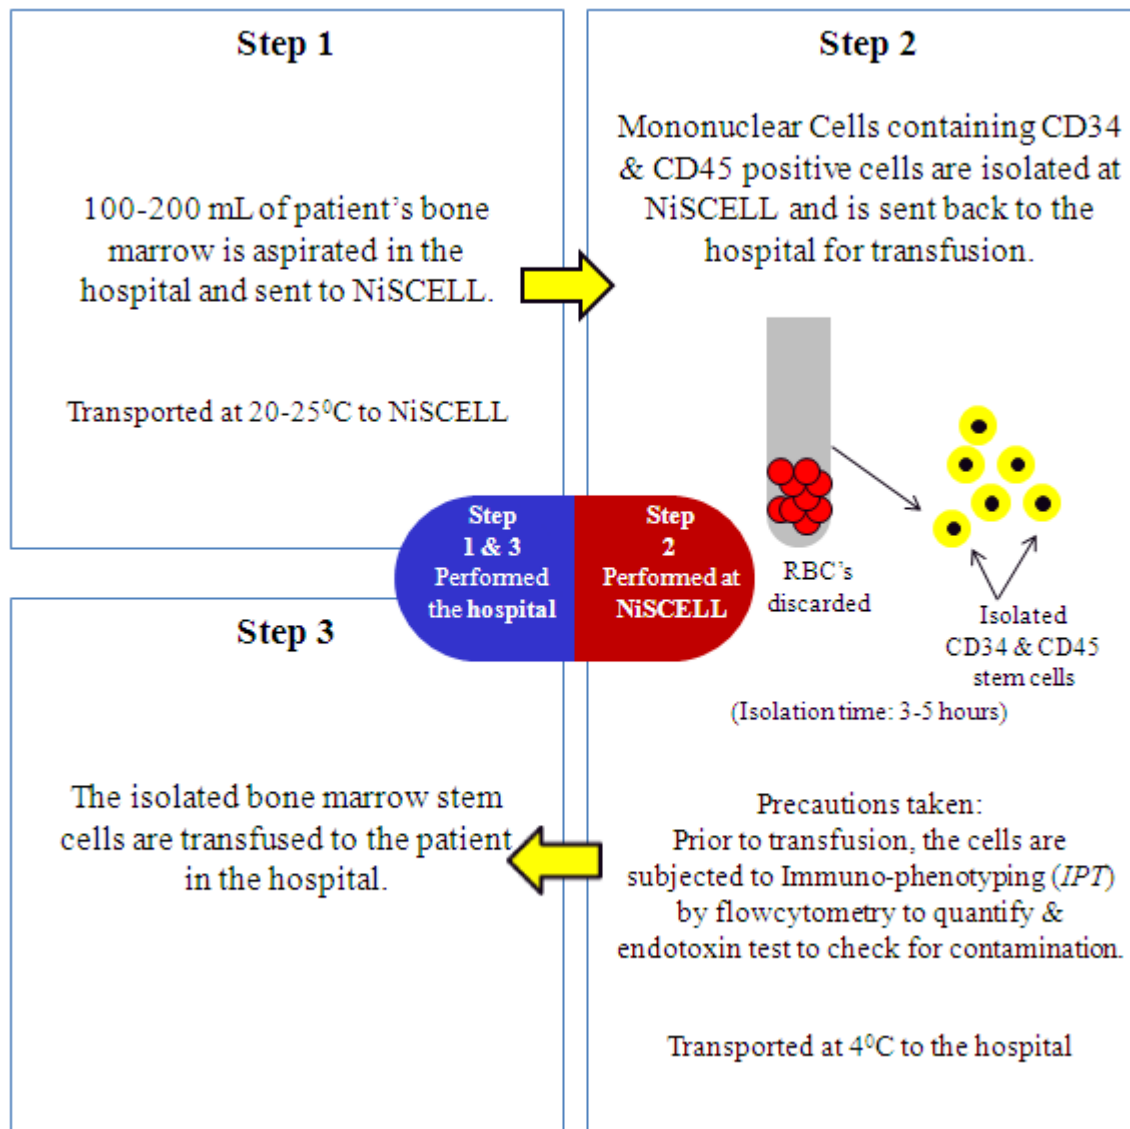 Step 1
100-200 mL of patient’s bone
marrow is aspirated in the
hospital and sent to NiSCELL.
Transported at 20-25⁰C to NiSCELL
Step 2
Mononuclear Cells containing CD34
& CD45 positive cells are isolated at
NiSCELL and is sent back to the
hospital for transfusion.
RBC’s
discarded
Isolated
CD34 & CD45
stem cells
(Isolation time: 3-5 hours)
Precautions taken:
Prior to transfusion, the cells are
subjected to Immuno-phenotyping (IPT)
by flowcytometry to quantify &
endotoxin test to check for contamination.
Transported at 4⁰C to the hospital
Step
1 & 3
Performed
the hospital
Step
2
Performed at
NiSCELL
Step 3
The isolated bone marrow stem
cells are transfused to the patient
in the hospital.